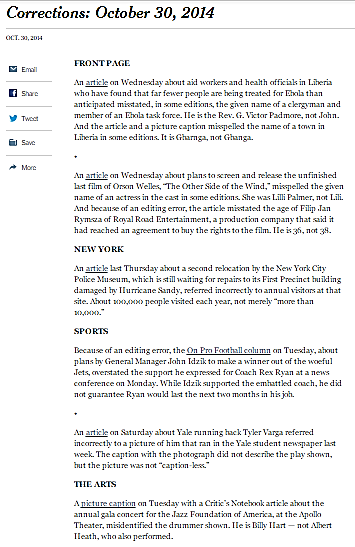 Corrections: October 30, 2014
OCT. 30, 2014
Email
Share
Tweet
Save
More
FRONT PAGE
An article on Wednesday about aid workers and health officials in Liberia
who have found that far fewer people are being treated for Ebola than
anticipated misstated, in some editions, the given name of a clergyman and
member of an Ebola task force. He is the Rev. G. Victor Padmore, not John.
And the article and a picture caption misspelled the name of a town in
Liberia in some editions. It is Gbarnga, not Gbanga.
•
An article on Wednesday about plans to screen and release the unfinished
last film of Orson Welles, “The Other Side of the Wind,” misspelled the given
name of an actress in the cast in some editions. She was Lilli Palmer, not Lili.
And because of an editing error, the article misstated the age of Filip Jan
Rymsza of Royal Road Entertainment, a production company that said it
had reached an agreement to buy the rights to the film. He is 36, not 38.
NEW YORK
An article last Thursday about a second relocation by the New York City
Police Museum, which is still waiting for repairs to its First Precinct building
damaged by Hurricane Sandy, referred incorrectly to annual visitors at that
site. About 100,000 people visited each year, not merely “more than
10,000.”
SPORTS
Because of an editing error, the On Pro Football column on Tuesday, about
plans by General Manager John Idzik to make a winner out of the woeful
Jets, overstated the support he expressed for Coach Rex Ryan at a news
conference on Monday. While Idzik supported the embattled coach, he did
not guarantee Ryan would last the next two months in his job.
•
An article on Saturday about Yale running back Tyler Varga referred
incorrectly to a picture of him that ran in the Yale student newspaper last
week. The caption with the photograph did not describe the play shown,
but the picture was not “caption-less.”
THE ARTS
A picture caption on Tuesday with a Critic’s Notebook article about the
annual gala concert for the Jazz Foundation of America, at the Apollo
Theater, misidentified the drummer shown. He is Billy Hart — not Albert
Heath, who also performed.